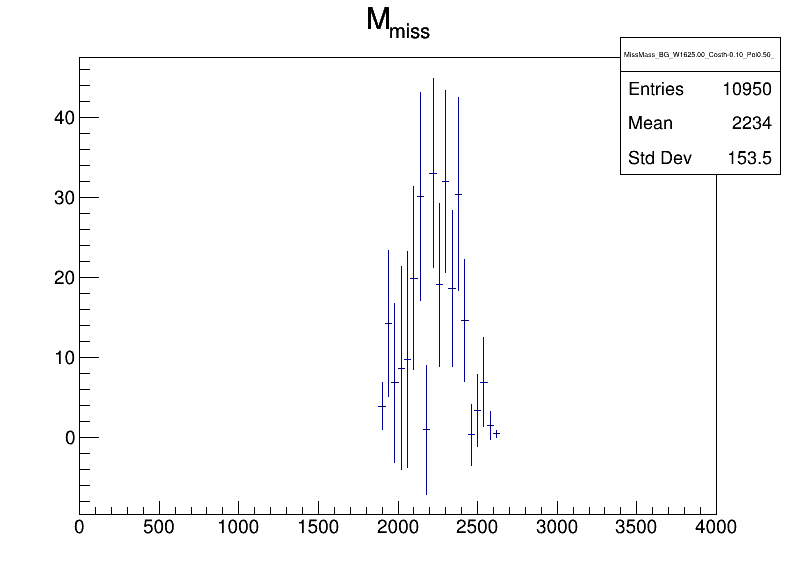 Mmiss
MissMass_BG_W1625.00_Costh-0.10_Pol0.50_
Entries 10950
Mean 2234
Std Dev 153.5
40
30
20
10
0
0 500 1000 1500 2000 2500 3000 3500 4000